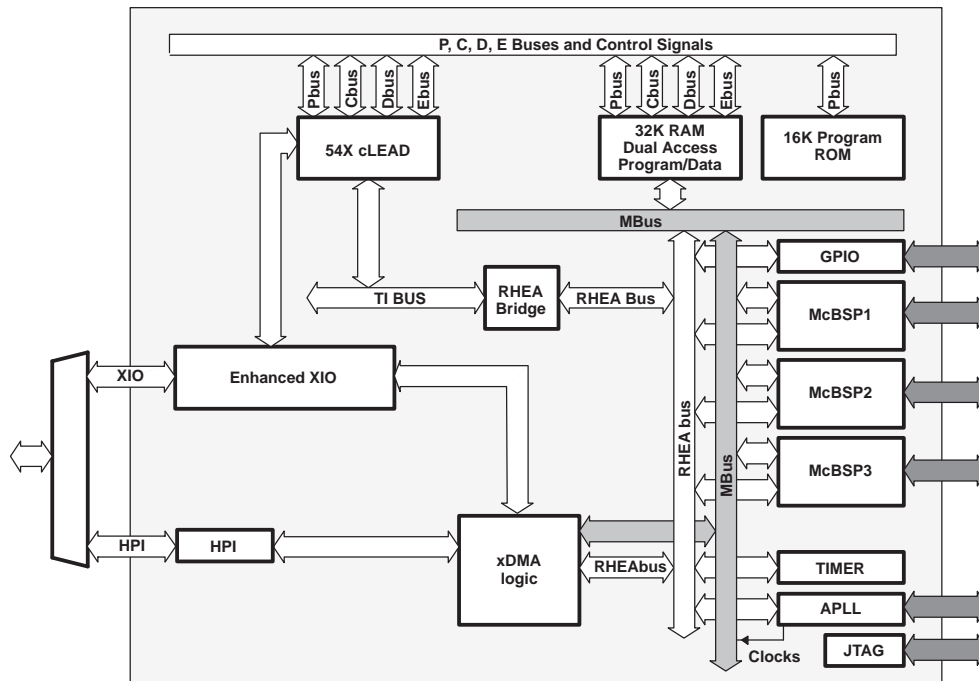 P, C, D, E Buses and Control Signals
Pbus
Cbus
Dbus
Ebus
Pbus
Cbus
Dbus
Ebus
Pbus
54X cLEAD
32K RAM
Dual Access
Program/Data
16K Program
ROM
MBus
GPIO
TI BUS
RHEA
Bridge
RHEA Bus
McBSP1
XIO
Enhanced XIO
McBSP2
RHEA bus
MBus
McBSP3
HPI
HPI
xDMA
logic
RHEAbus
TIMER
APLL
Clocks
JTAG